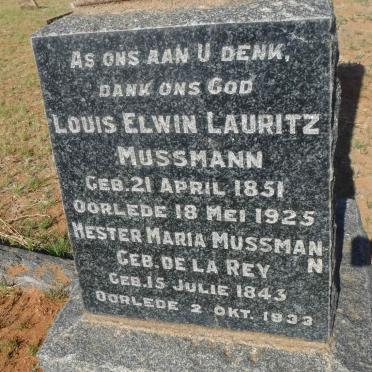 AS ONS AAN U DENK,
DANK ONS GOD
LOUIS ELWIN LAURITZ
MUSSMANN
GEB. 21 APRIL 1851
OORLEDE 18 MEI 1925
HESTER MARIA MUSSMAN
N
GEB. DE LA REY
GEB. 15 JULIE 1843
OORLEDE 2 OKT. 1933